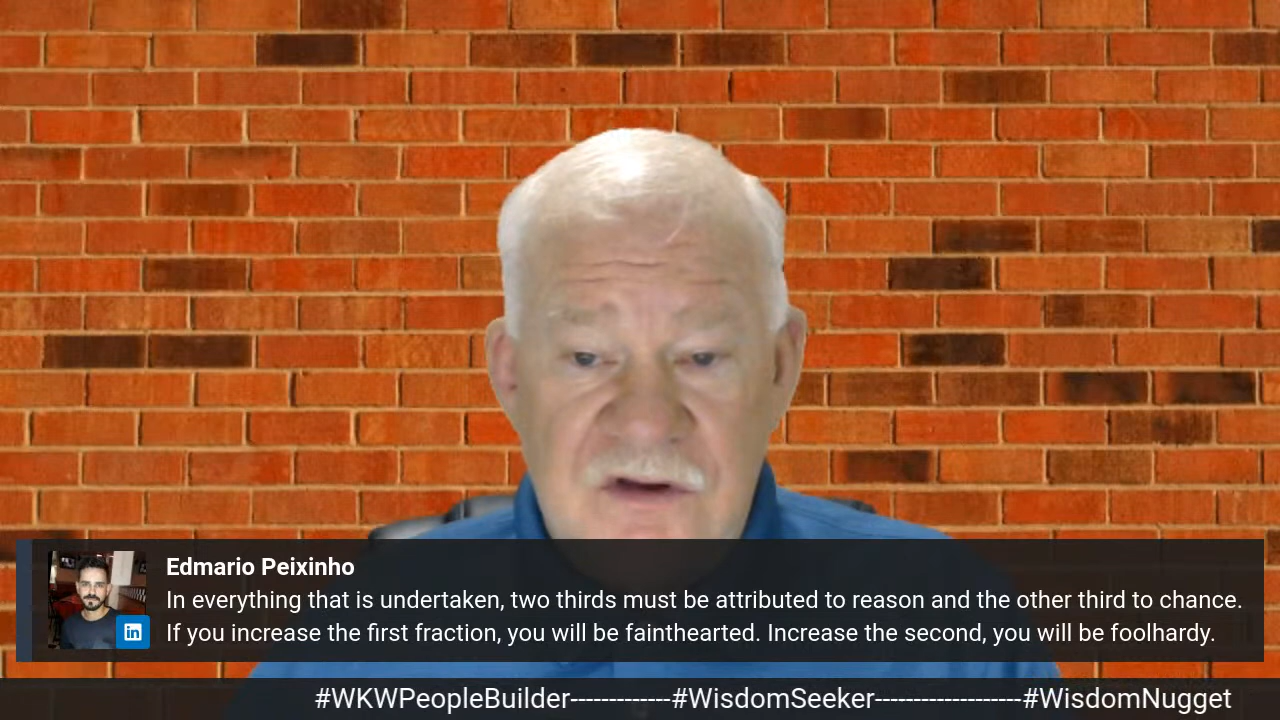 Edmario Peixinho
In everything that is undertaken, two thirds must be attributed to reason and the other third to chance.
If you increase the first fraction, you will be fainthearted. Increase the second, you will be foolhardy.
in
#WKWPeopleBuilder-------------#WisdomSeeker-------------------#WisdomNugget